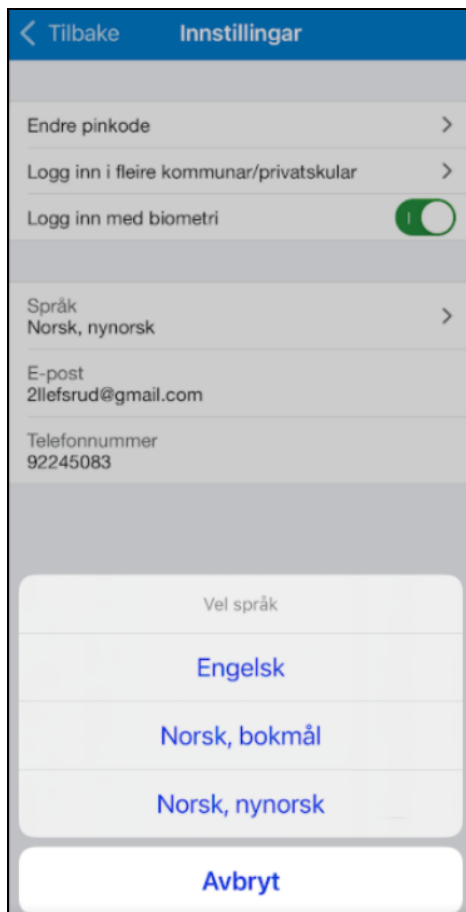 Tilbake Innstillingar
Endre pinkode
Logg inn i fleire kommunar/privatskular
Logg inn med biometri
Språk
Norsk, nynorsk
E-post
2llefsrud@gmail.com
Telefonnummer
92245083
Vel språk
Engelsk
Norsk, bokmål
Norsk, nynorsk
Avbryt